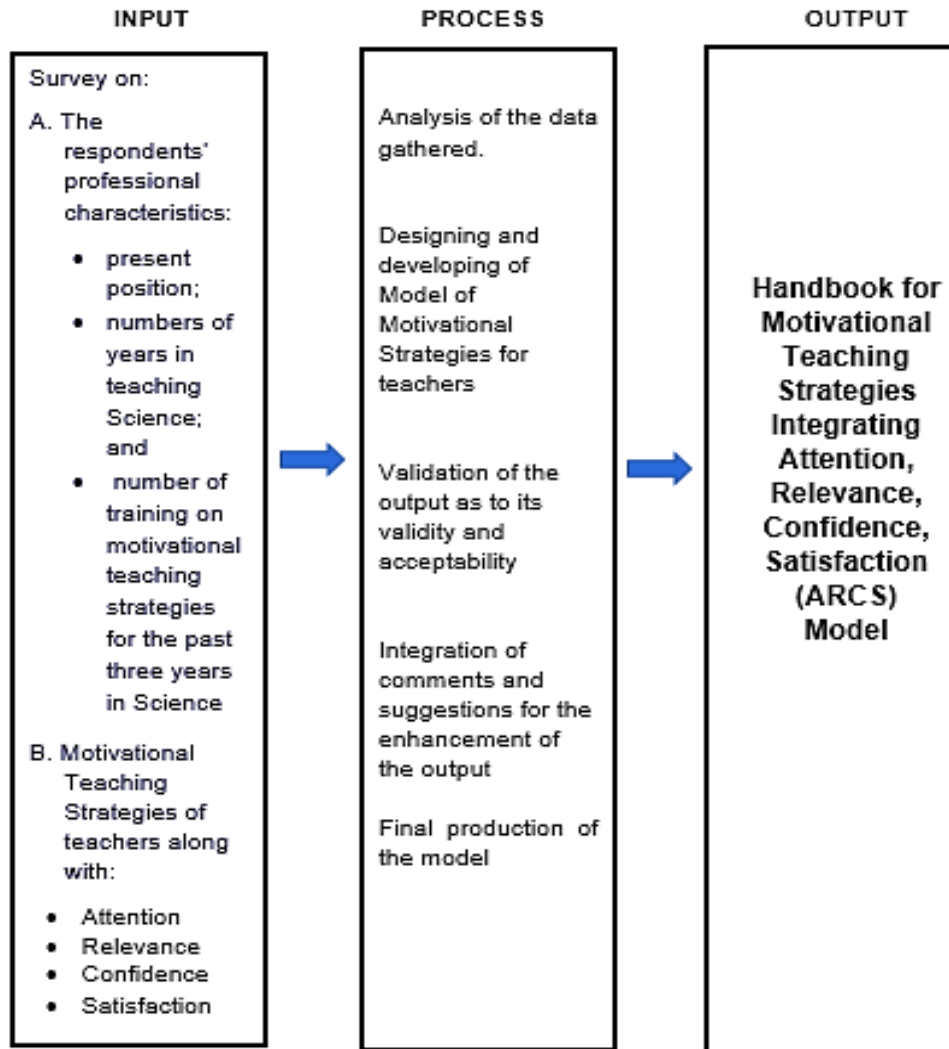 INPUT
Survey on:
A. The
respondents'
professional
characteristics:
• present
position;
• numbers of
years in
teaching
Science;
and
• number of
training on
motivational
teaching
strategies
for the past
three years
in Science
B. Motivational
Teaching
Strategies of
teachers along
with:
• Attention
• Relevance
• Confidence
• Satisfaction
PROCESS
Analysis of the data
gathered.
Designing and
developing of
Model of
Motivational
Strategies for
teachers
Validation of the
output as to its
validity and
acceptability
Integration of
comments and
suggestions for the
enhancement of
the output
Final production of
the model
OUTPUT
Handbook for
Motivational
Teaching
Strategies
Integrating
Attention,
Relevance,
Confidence,
Satisfaction
(ARCS)
Model